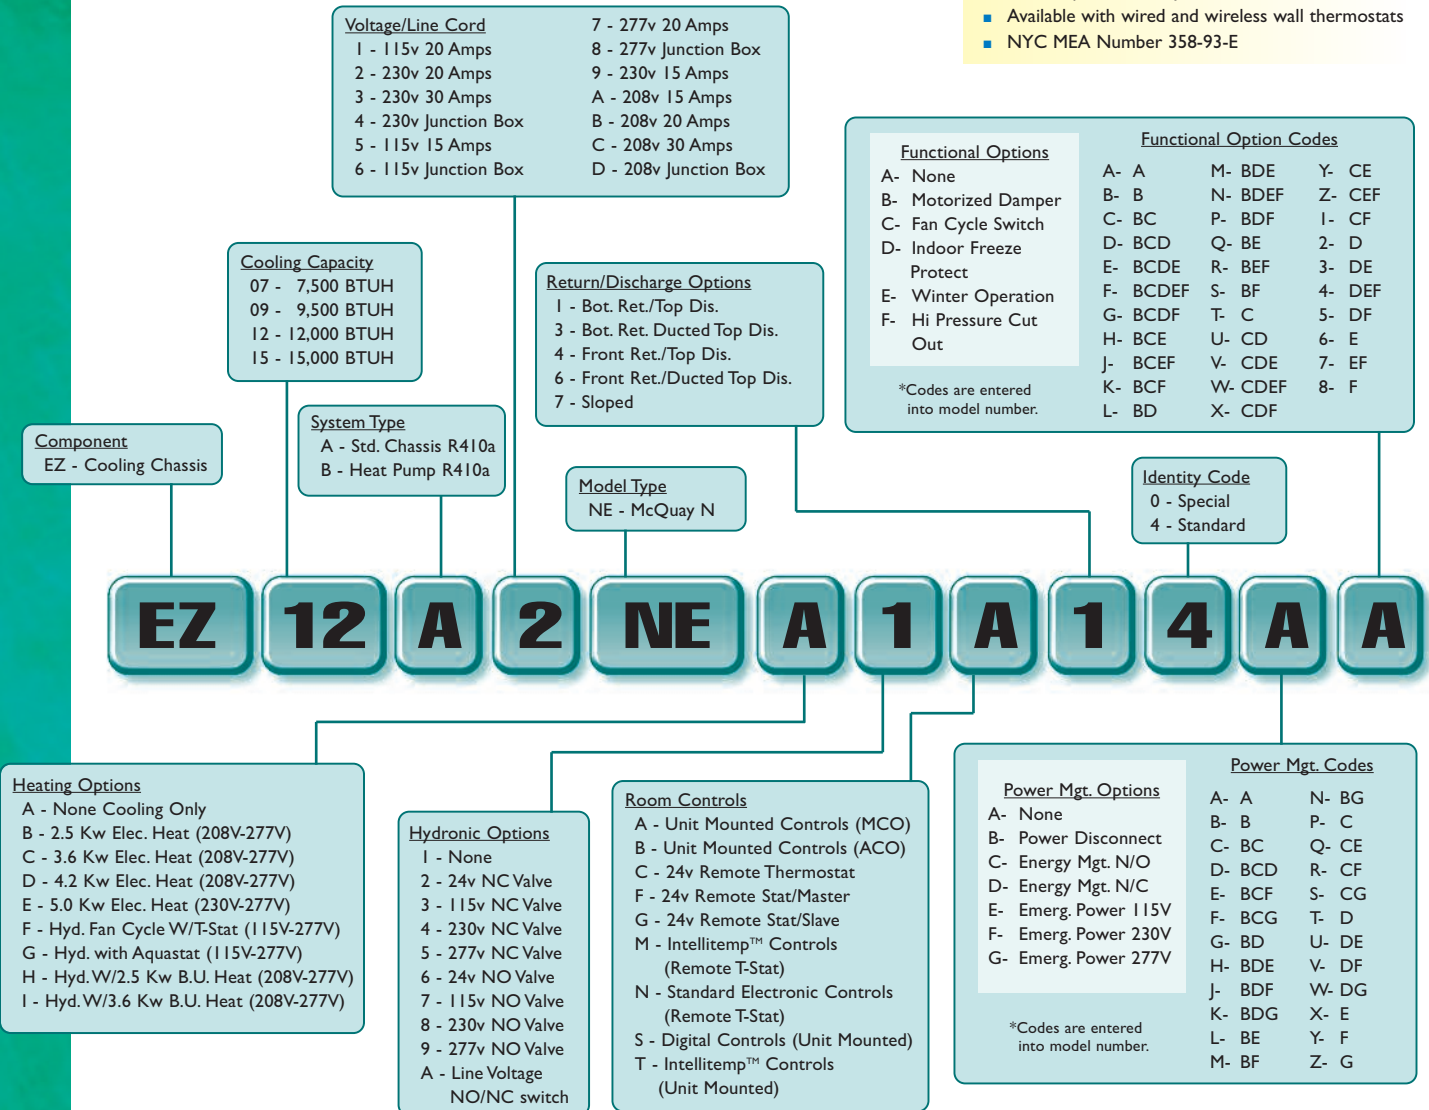 Available with wired and wireless wall thermostats
NYC MEA Number 358-93-E
Voltage/Line Cord
1 - 115v 20 Amps
2 - 230v 20 Amps
3 - 230v 30 Amps
4 - 230v Junction Box
5 - 115v 15 Amps
6 - 115v Junction Box
7 - 277v 20 Amps
8 - 277v Junction Box
9 - 230v 15 Amps
A - 208v 15 Amps
B - 208v 20 Amps
C - 208v 30 Amps
D - 208v Junction Box
Functional Options
A- None
B- Motorized Damper
C- Fan Cycle Switch
D- Indoor Freeze
Protect
E- Winter Operation
F- Hi Pressure Cut
Out
*Codes are entered
into model number.
Functional Option Codes
A- A
B- B
C- BC
D- BCD
E- BCDE
F- BCDEF
G- BCDF
H- BCE
J- BCEF
K- BCF
L- BD
M- BDE
N- BDEF
P- BDF
Q- BE
R- BEF
S- BF
T- C
U- CD
V- CDE
W- CDEF
X- CDF
Y- CE
Z- CEF
1- CF
2- D
3- DE
4- DEF
5- DF
6- E
7- EF
8- F
Cooling Capacity
07 - 7,500 BTUH
09 - 9,500 BTUH
12 - 12,000 BTUH
15 - 15,000 BTUH
Return/Discharge Options
1 - Bot. Ret./Top Dis.
3 - Bot. Ret. Ducted Top Dis.
4 - Front Ret./Top Dis.
6 - Front Ret./Ducted Top Dis.
7 - Sloped
Component
EZ - Cooling Chassis
System Type
A - Std. Chassis R410a
B - Heat Pump R410a
Model Type
NE - McQuay N
Identity Code
0 - Special
4 - Standard
EZ 12 A 2 NE A 1 A 1 4 A A
Heating Options
A - None Cooling Only
B - 2.5 Kw Elec. Heat (208V-277V)
C - 3.6 Kw Elec. Heat (208V-277V)
D - 4.2 Kw Elec. Heat (208V-277V)
E - 5.0 Kw Elec. Heat (230V-277V)
F - Hyd. Fan Cycle W/T-Stat (115V-277V)
G - Hyd. with Aquastat (115V-277V)
H - Hyd. W/2.5 Kw B.U. Heat (208V-277V)
I - Hyd. W/3.6 Kw B.U. Heat (208V-277V)
Hydronic Options
1 - None
2 - 24v NC Valve
3 - 115v NC Valve
4 - 230v NC Valve
5 - 277v NC Valve
6 - 24v NO Valve
7 - 115v NO Valve
8 - 230v NO Valve
9 - 277v NO Valve
A - Line Voltage
NO/NC switch
Room Controls
A - Unit Mounted Controls (MCO)
B - Unit Mounted Controls (ACO)
C - 24v Remote Thermostat
F - 24v Remote Stat/Master
G - 24v Remote Stat/Slave
M - Intellitemp™ Controls
(Remote T-Stat)
N - Standard Electronic Controls
(Remote T-Stat)
S - Digital Controls (Unit Mounted)
T - Intellitemp™ Controls
(Unit Mounted)
Power Mgt. Options
A- None
B- Power Disconnect
C- Energy Mgt. N/O
D- Energy Mgt. N/C
E- Emerg. Power 115V
F- Emerg. Power 230V
G- Emerg. Power 277V
*Codes are entered
into model number.
Power Mgt. Codes
A- A
B- B
C- BC
D- BCD
E- BCF
F- BCG
G- BD
H- BDE
J- BDF
K- BDG
L- BE
M- BF
N- BG
P- C
Q- CE
R- CF
S- CG
T- D
U- DE
V- DF
W- DG
X- E
Y- F
Z- G